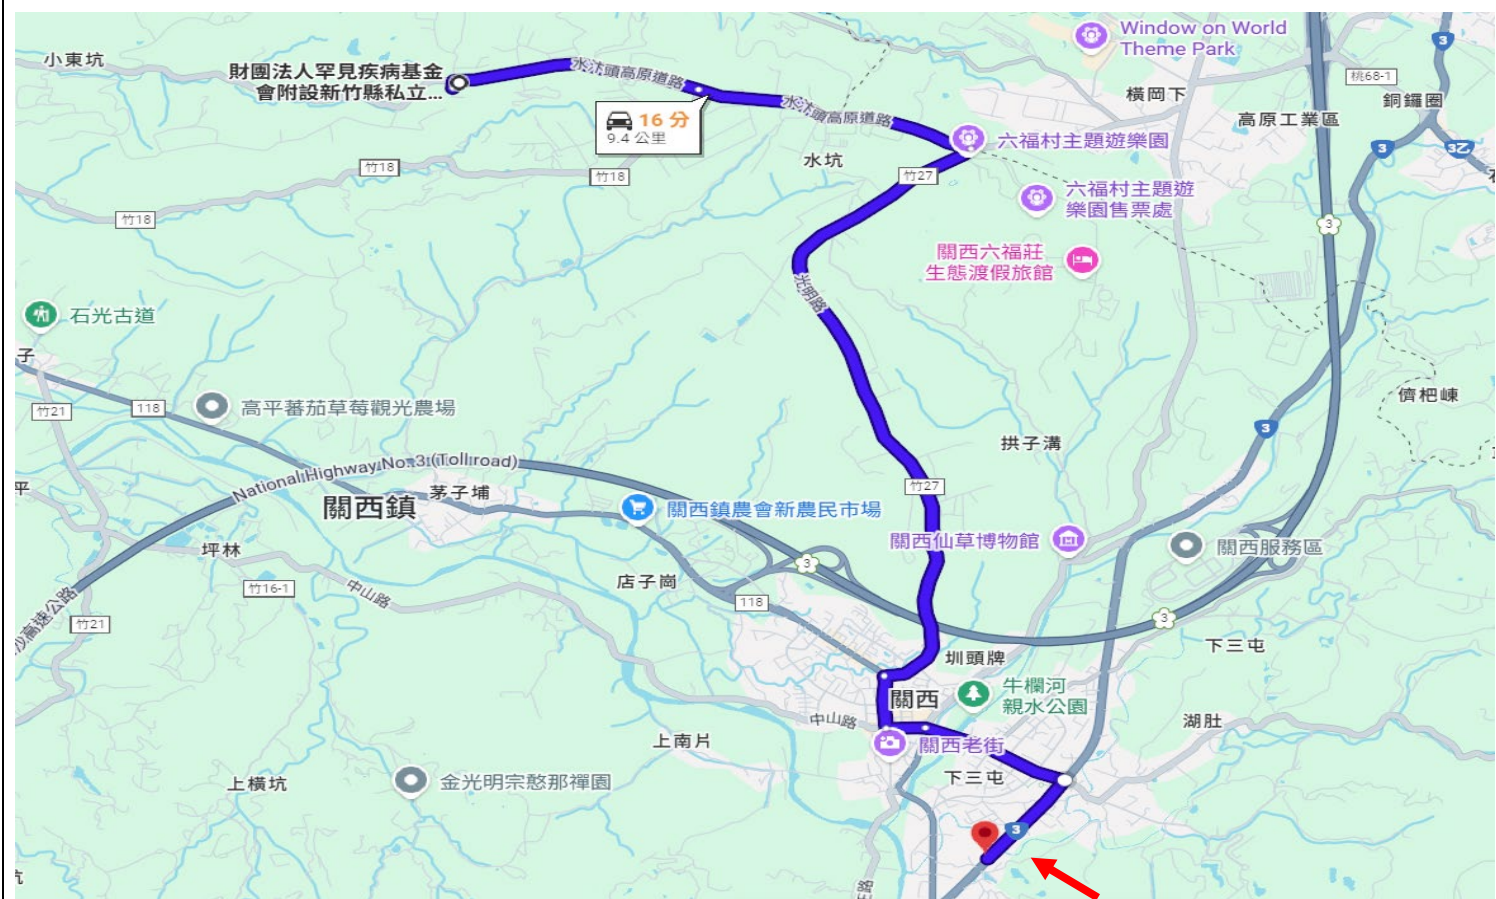 Window on World
Theme Park
3
小東坑
財團法人罕見疾病基金
會附設新竹縣私立...
水汴頭高原道路
桃68-1
橫岡下
銅鑼圈
16 分
9.4 公里
水汴頭高原道路
高原工業區
六福村主題遊樂園
3
3乙
水坑
竹18
竹18
竹27
六福村主題遊
樂園售票處
竹18
3
關西六福莊
生態渡假旅館
光明路
石光古道
子
竹21
118
高平蕃茄草莓觀光農場
儕杷崠
3
拱子溝
National Highway No. 3 (Toll road)
平
茅子埔
竹27
關西鎮
關西鎮農會新農民市場
關西仙草博物館
關西服務區
坪林
3
店子崗
竹16-1
中山路
118
竹21
沙高速公路
3
下三屯
圳頭牌
關西
牛欄河
親水公園
中山路
湖肚
上南片
關西老街
上橫坑
金光明宗憨那禪園
下三屯
3
坑
路